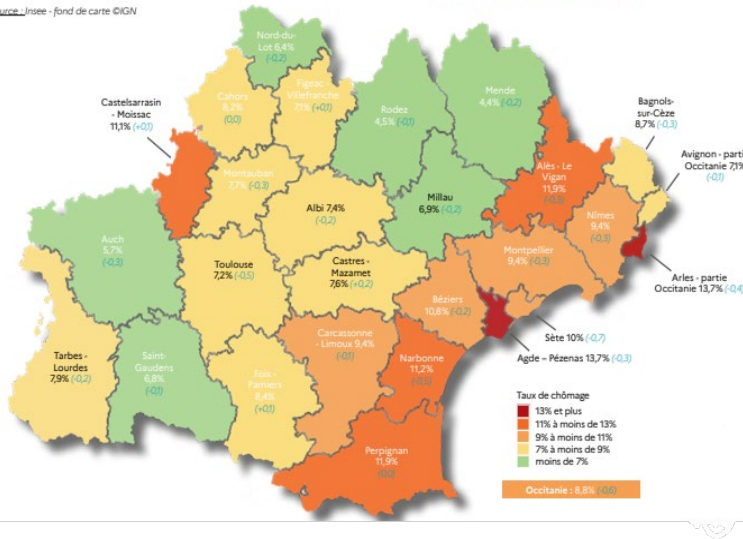 urce : Insee - fond de carte ©IGN
Nord-du-
Lot 6,4%
(-0,2)
Cahors
8,2%
(0,0)
Figeac
Villefranche
7,1% (+0,1)
Castelsarrasin
- Moissac
11,1% (+0,1)
Rodez
4,5% (-0,1)
Mende
4,4% (-0,2)
Bagnols-
sur-Cèze
8,7% (-0,3)
Avignon - parti
Occitanie 7,1%
(-0,1)
Alès - Le
Vigan
11,9%
(-0,3)
Montauban
7,7% (-0,3)
Albi 7,4%
(-0,2)
Millau
6,9% (-0,2)
Nîmes
9,4%
(-0,3)
Auch
5,7%
(-0,3)
Toulouse
7,2% (-0,5)
Castres -
Mazamet
7,6% (+0,2)
Montpellier
9,4% (-0,3)
Arles - partie
Occitanie 13,7% (-0,4)
Béziers
10,8% (-0,2)
Sète 10% (-0,7)
Agde – Pézenas 13,7% (-0,3)
Tarbes -
Lourdes
7,9% (-0,2)
Saint-
Gaudens
6,8%
(-0,1)
Foix -
Pamiers
8,4%
(+0,1)
Carcassonne
- Limoux 9,4%
(-0,1)
Narbonne
11,2%
(-0,5)
Perpignan
11,9%
Taux de chômage
13% et plus
11% à moins de 13%
9% à moins de 11%
7% à moins de 9%
moins de 7%
Occitanie : 8,8% (-0,6)